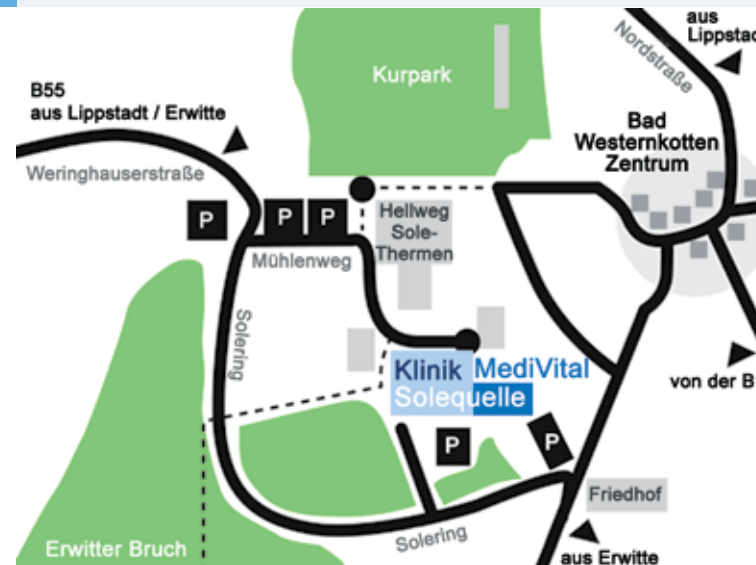 aus
Lippstad
Nordstraße
Kurpark
B55
aus Lippstadt / Erwitte
Bad
Westernkotten
Zentrum
Weringhauserstraße
P
P
P
Hellweg
Sole-
Thermen
Mühlenweg
Solering
Klinik MediVital
Solequelle
von der B
P
P
Friedhof
Solering
Erwitter Bruch
aus Erwitte